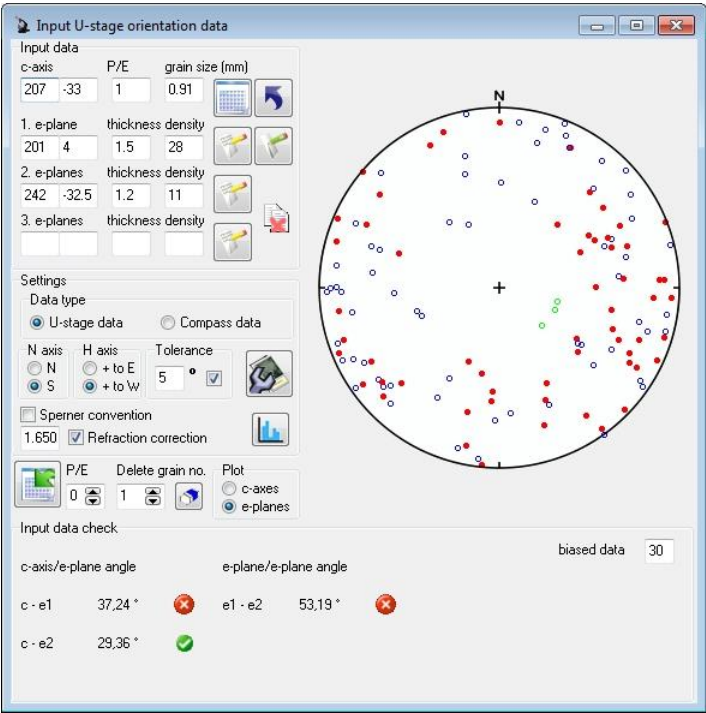 Input U-stage orientation data
Input data
c-axis P/E grain size (mm)
207 -33 1 0.91
1. e-plane thickness density
201 4 1.5 28
2. e-planes thickness density
242 -32.5 1.2 11
3. e-planes thickness density
Settings
Data type
U-stage data Compass data
N axis H axis Tolerance
N + to E 5 °
S + to W
Sperner convention
1.650 Refraction correction
P/E Delete grain no. Plot
0 1 c-axes
e-planes
N
Input data check
biased data 30
c-axis/e-plane angle e-plane/e-plane angle
c - e1 37,24 ° e1 - e2 53,19 °
c - e2 29,36 °